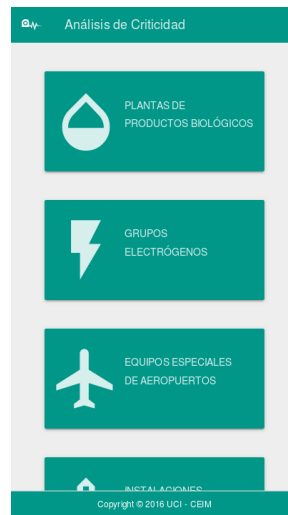 Análisis de Criticidad
PLANTAS DE
PRODUCTOS BIOLÓGICOS
GRUPOS
ELECTRÓGENOS
EQUIPOS ESPECIALES
DE AEROPUERTOS
INSTALACIONES
Copyright © 2016 UCI - CEIM